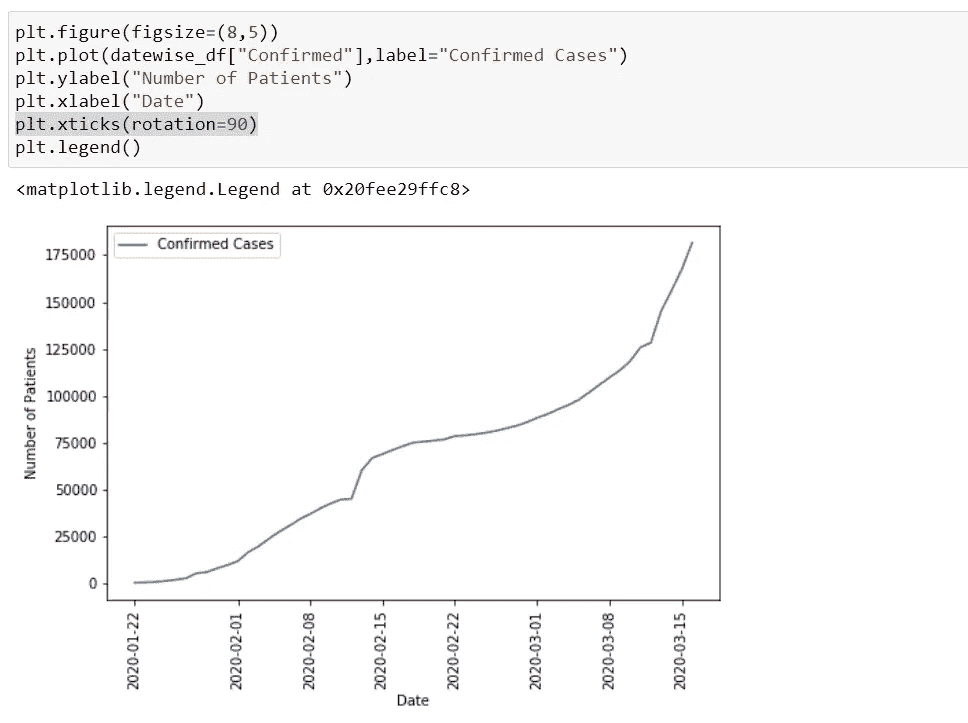 plt.figure(figsize=(8,5))
plt.plot(datewise_df["Confirmed"],label="Confirmed Cases")
plt.ylabel("Number of Patients")
plt.xlabel("Date")
plt.xticks(rotation=90)
plt.legend()
<matplotlib.legend.Legend at 0x20fee29ffc8>
Confirmed Cases
175000
150000
125000
100000
75000
50000
25000
0
Number of Patients
2020-01-22
2020-02-01
2020-02-08
2020-02-15
2020-02-22
2020-03-01
2020-03-08
2020-03-15
Date